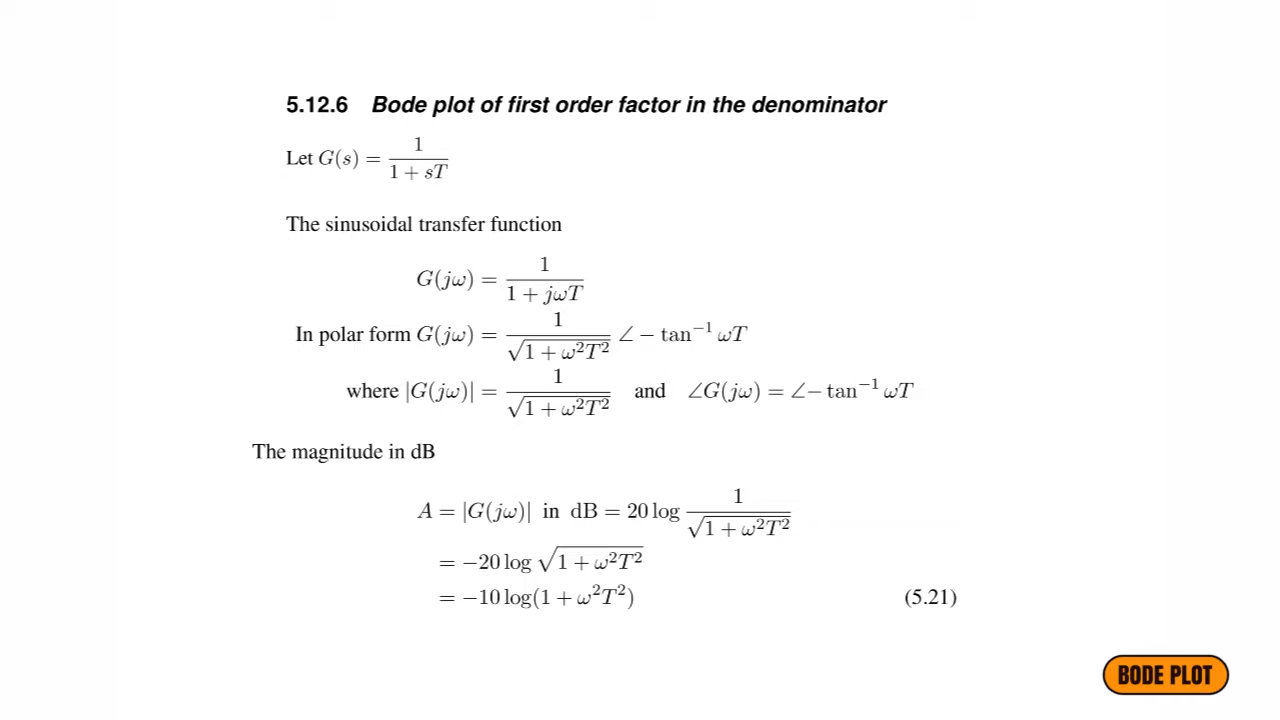 5.12.6 Bode plot of first order factor in the denominator
Let G(s) = 1 / (1 + sT)
The sinusoidal transfer function
G(jω) = 1 / (1 + jωT)
In polar form G(jω) = 1 / √(1 + ω²T²) ∠ − tan⁻¹ ωT
where |G(jω)| = 1 / √(1 + ω²T²) and ∠G(jω) = ∠− tan⁻¹ ωT
The magnitude in dB
A = |G(jω)| in dB = 20 log 1 / √(1 + ω²T²)
= −20 log √(1 + ω²T²)
= −10 log(1 + ω²T²) (5.21)
BODE PLOT